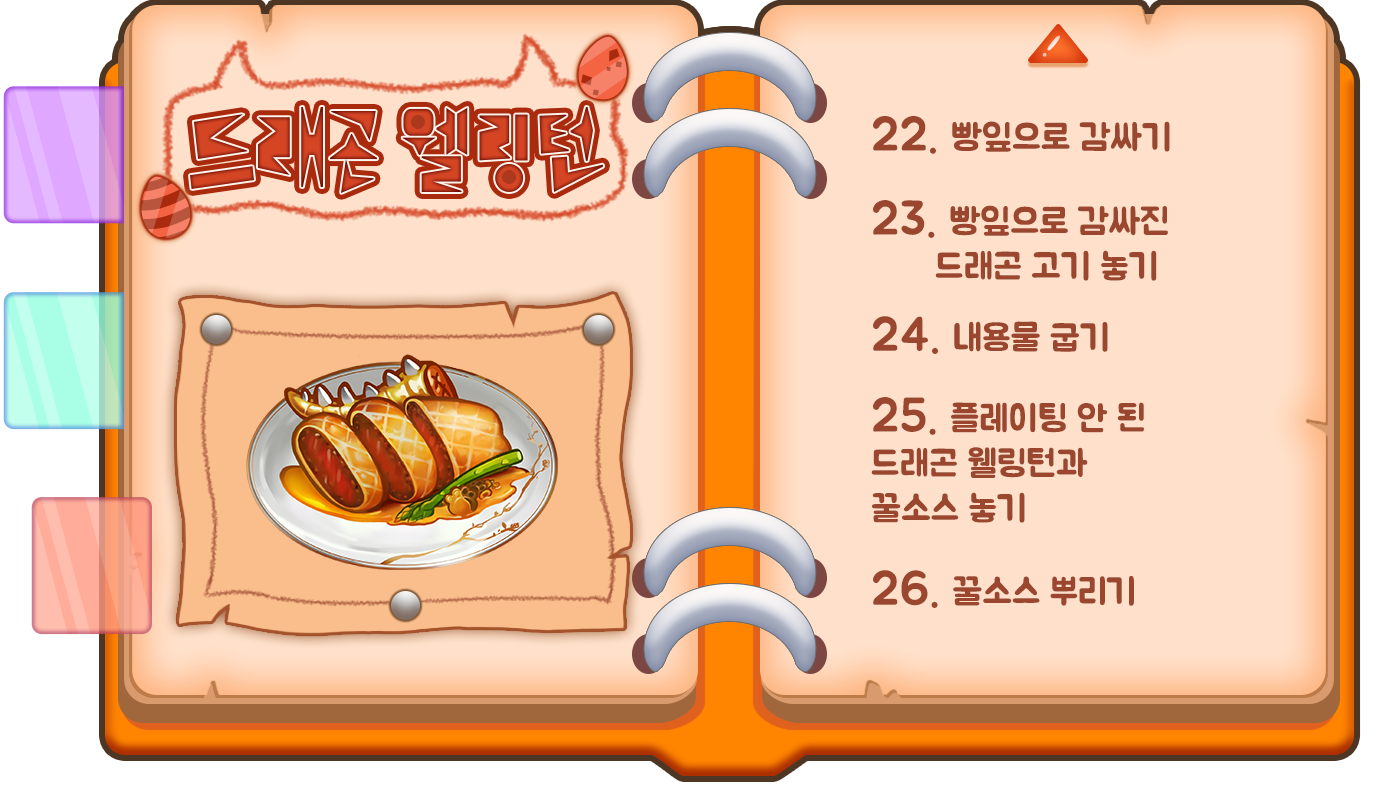 드래곤 웰링턴
22. 빵잎으로 감싸기
23. 빵잎으로 감싸진
드래곤 고기 놓기
24. 내용물 굽기
25. 플레이팅 안 된
드래곤 웰링턴과
꿀소스 놓기
26. 꿀소스 뿌리기